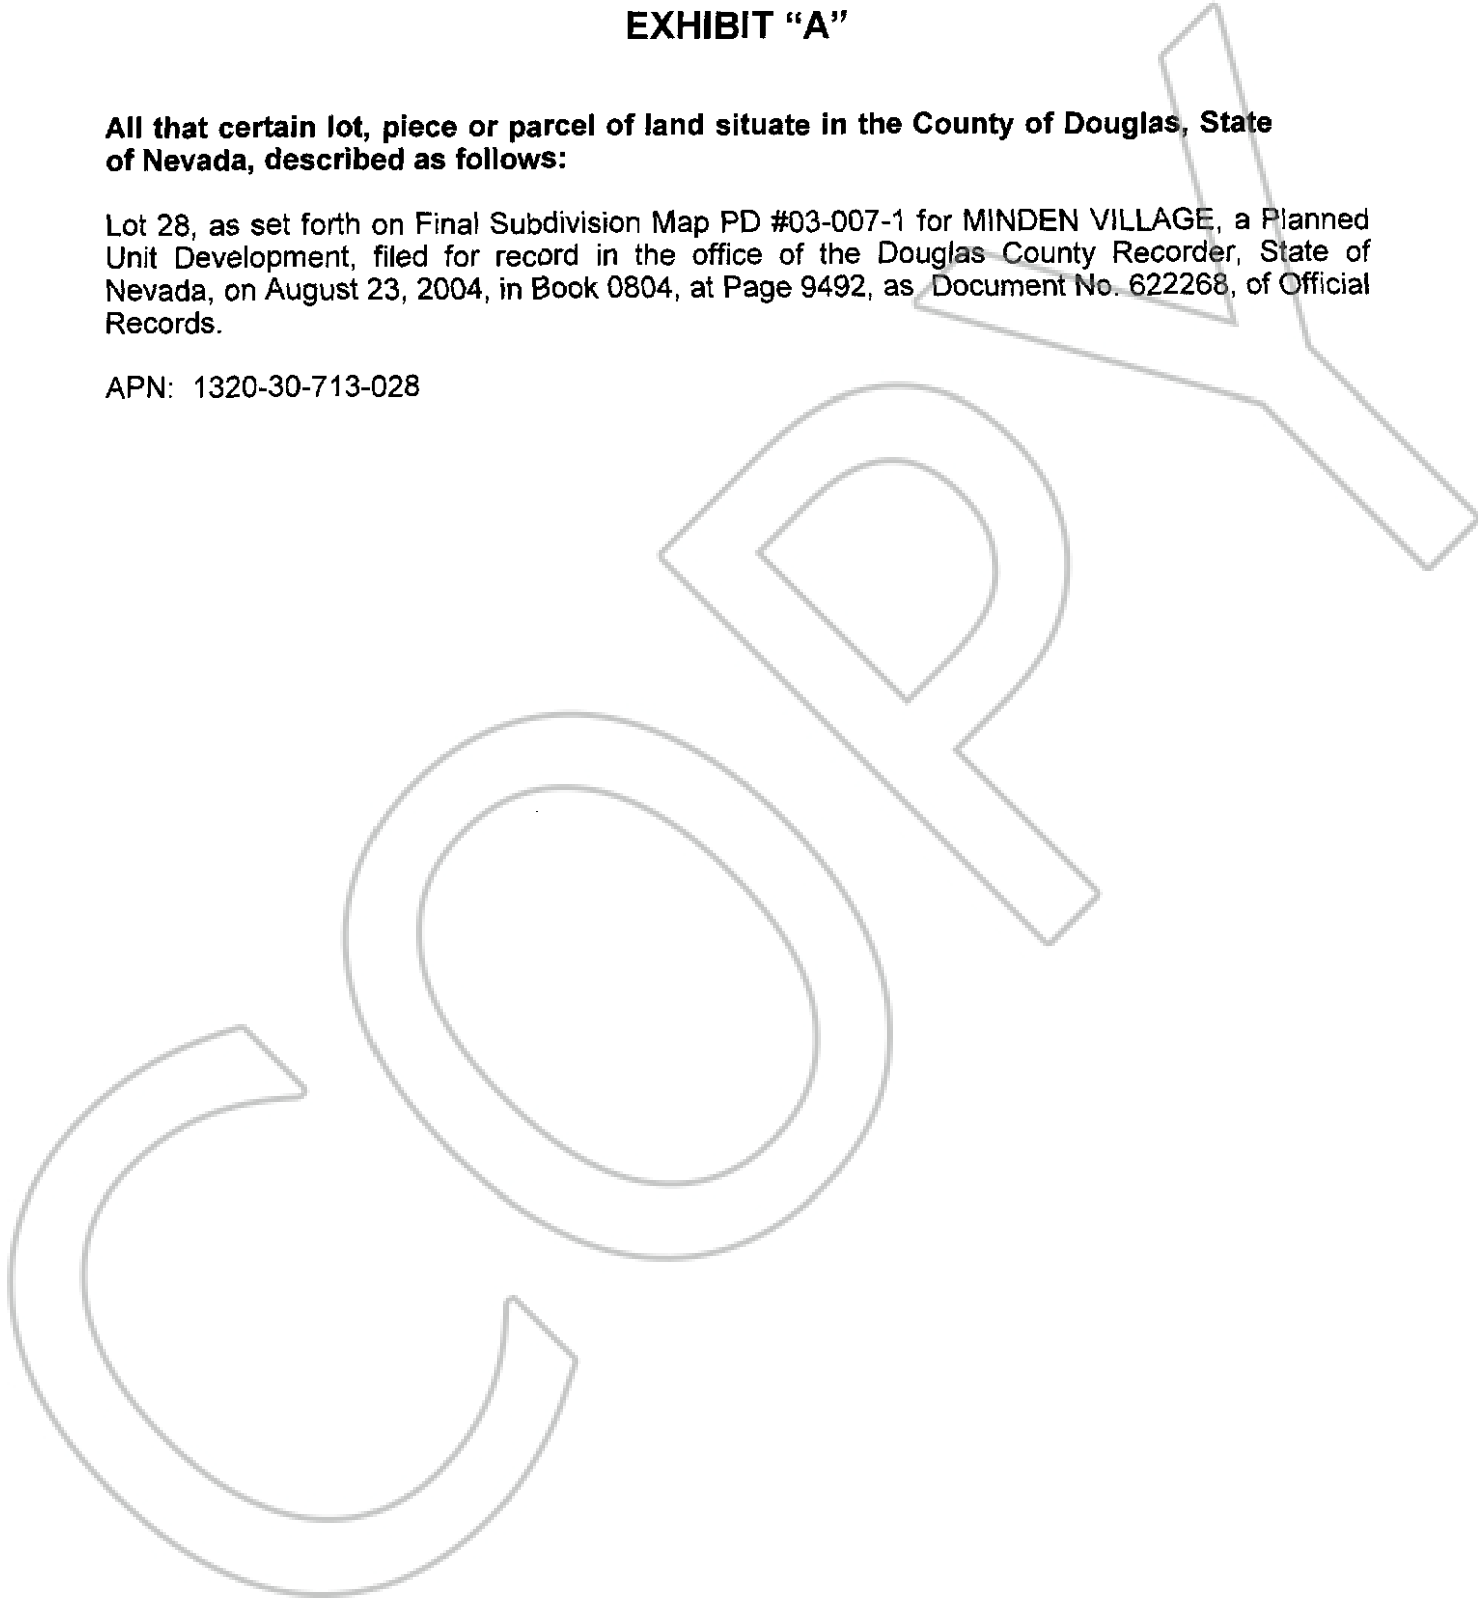 EXHIBIT “A”
All that certain lot, piece or parcel of land situate in the County of Douglas, State
of Nevada, described as follows:
Lot 28, as set forth on Final Subdivision Map PD #03-007-1 for MINDEN VILLAGE, a Planned
Unit Development, filed for record in the office of the Douglas County Recorder, State of
Nevada, on August 23, 2004, in Book 0804, at Page 9492, as Document No. 622268, of Official
Records.
APN: 1320-30-713-028
COPY